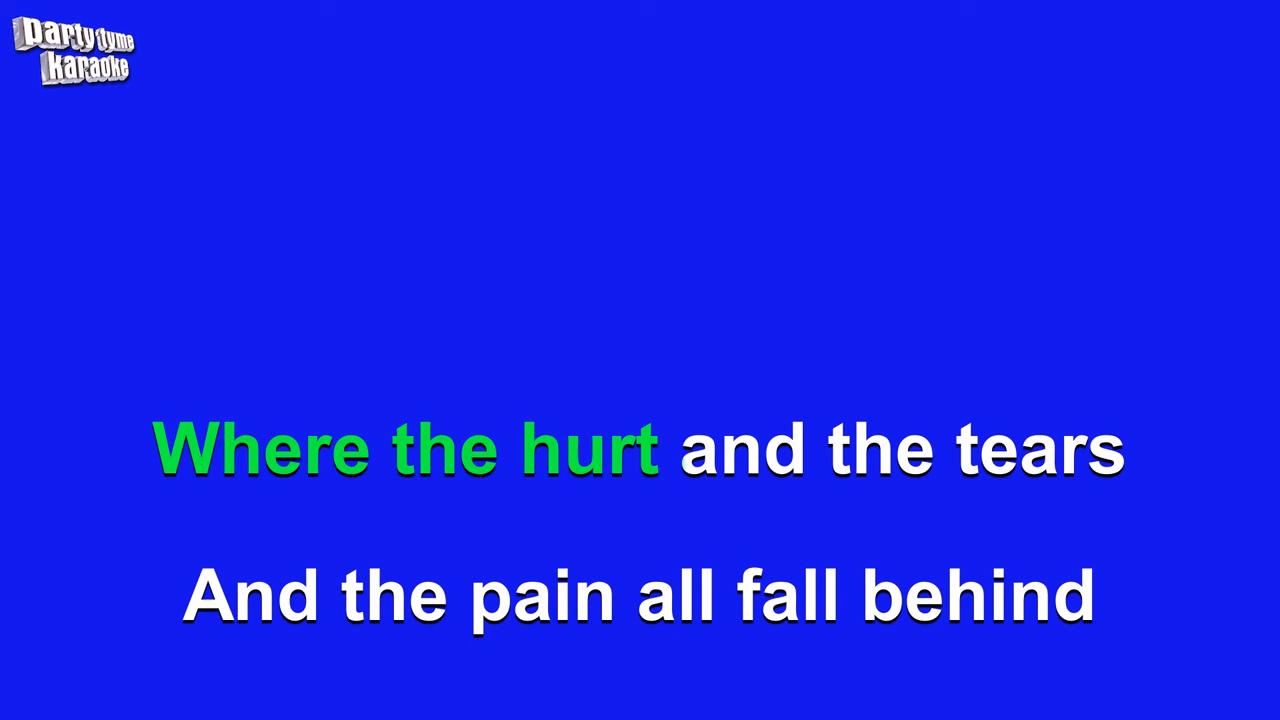 party tyme
karaoke
Where the hurt and the tears
And the pain all fall behind